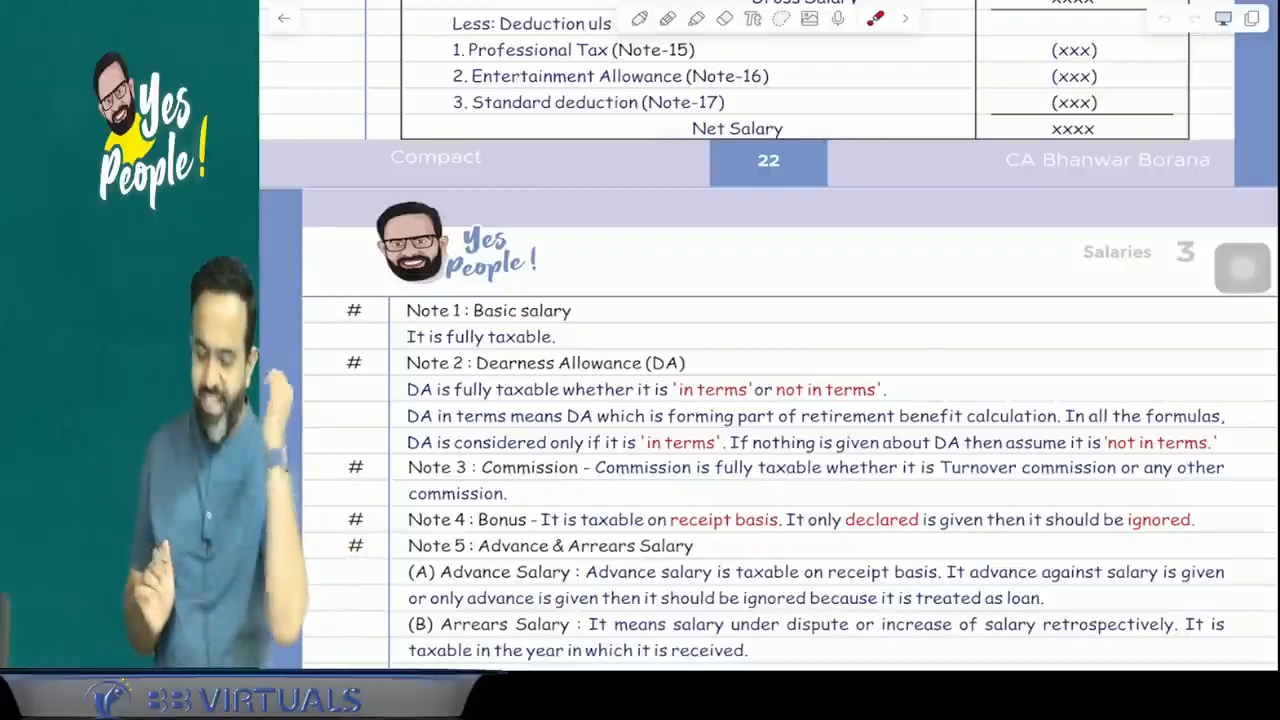 Gross Salary xxxx
Less: Deduction u/s
1. Professional Tax (Note-15) (xxx)
2. Entertainment Allowance (Note-16) (xxx)
3. Standard deduction (Note-17) (xxx)
Net Salary xxxx
Compact 22 CA Bhanwar Borana
Yes
People!
Yes
People!
Salaries 3
# Note 1 : Basic salary
It is fully taxable.
# Note 2 : Dearness Allowance (DA)
DA is fully taxable whether it is 'in terms' or not in terms'.
DA in terms means DA which is forming part of retirement benefit calculation. In all the formulas,
DA is considered only if it is 'in terms'. If nothing is given about DA then assume it is 'not in terms.'
# Note 3 : Commission - Commission is fully taxable whether it is Turnover commission or any other
commission.
# Note 4 : Bonus - It is taxable on receipt basis. It only declared is given then it should be ignored.
# Note 5 : Advance & Arrears Salary
(A) Advance Salary : Advance salary is taxable on receipt basis. It advance against salary is given
or only advance is given then it should be ignored because it is treated as loan.
(B) Arrears Salary : It means salary under dispute or increase of salary retrospectively. It is
taxable in the year in which it is received.
BB VIRTUALS